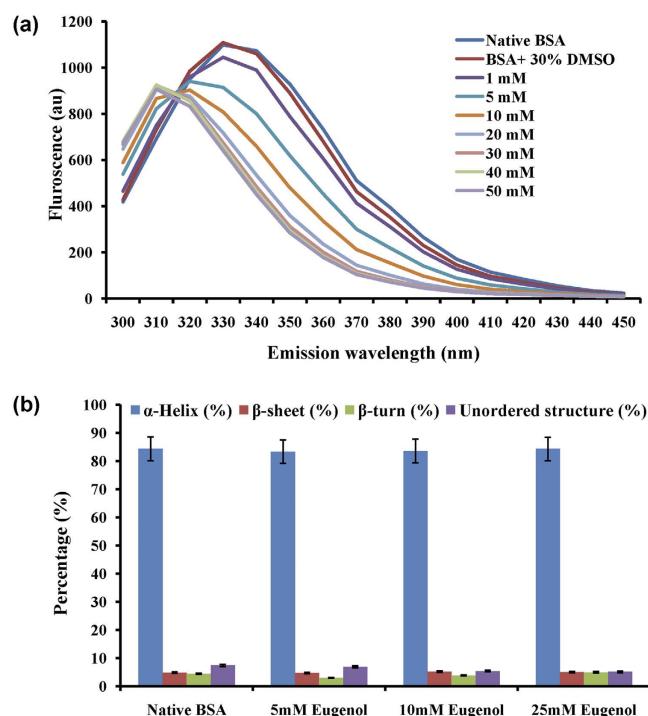 (a)
1200
1000
800
600
400
200
0
Fluroscence (au)
Native BSA
BSA+ 30% DMSO
1 mM
5 mM
10 mM
20 mM
30 mM
40 mM
50 mM
300 310 320 330 340 350 360 370 380 390 400 410 420 430 440 450
Emission wavelength (nm)
(b)
α-Helix (%) β-sheet (%) β-turn (%) Unordered structure (%)
100
90
80
70
60
50
40
30
20
10
0
Percentage (%)
Native BSA 5mM Eugenol 10mM Eugenol 25mM Eugenol